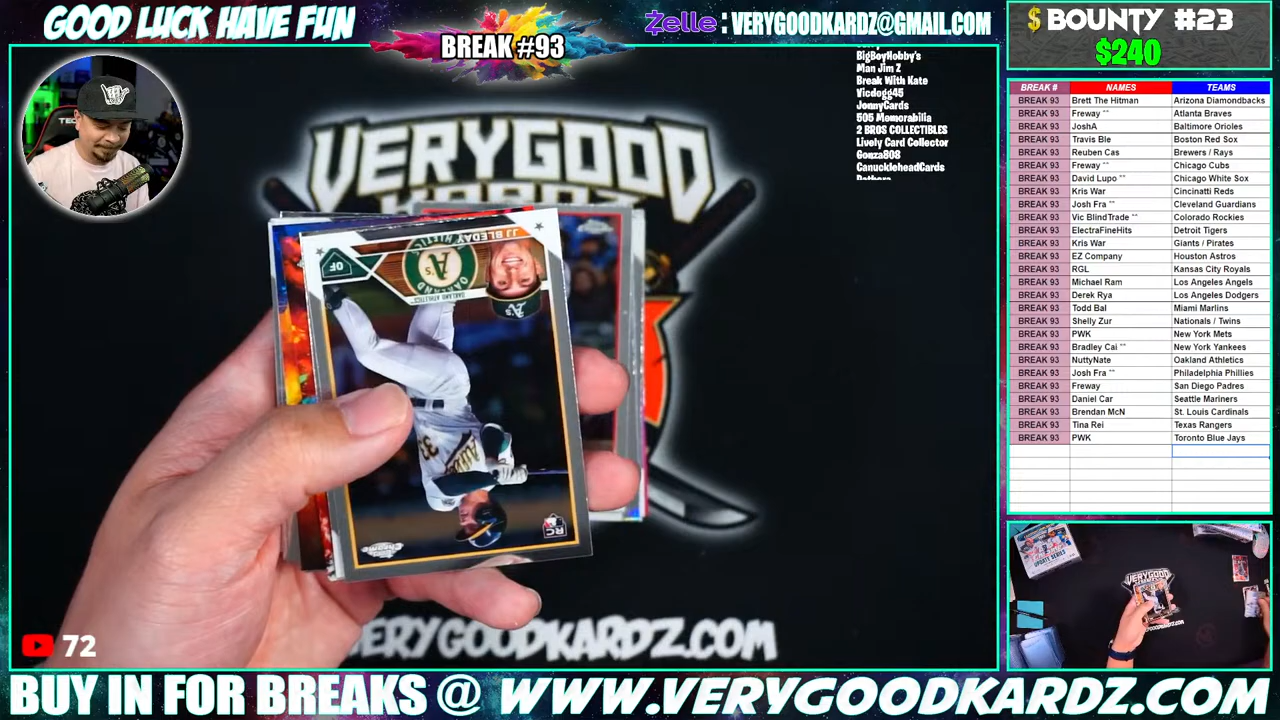 GOOD LUCK HAVE FUN
BREAK #93
Zelle : VERYGOODKARDZ@GMAIL.COM
$ BOUNTY #23
$240
BigBoyHobby's
Man Jim Z
Break With Kate
Vicdogg45
JonnyCards
505 Memorabilia
2 BROS COLLECTIBLES
Lively Card Collector
Gonza808
CanuckleheadCards
BREAK # NAMES TEAMS
BREAK 93 Brett The Hitman Arizona Diamondbacks
BREAK 93 Freway ** Atlanta Braves
BREAK 93 JoshA Baltimore Orioles
BREAK 93 Travis Ble Boston Red Sox
BREAK 93 Reuben Cas Brewers / Rays
BREAK 93 Freway ** Chicago Cubs
BREAK 93 David Lupo ** Chicago White Sox
BREAK 93 Kris War Cincinatti Reds
BREAK 93 Josh Fra ** Cleveland Guardians
BREAK 93 Vic BlindTrade ** Colorado Rockies
BREAK 93 ElectraFineHits Detroit Tigers
BREAK 93 Kris War Giants / Pirates
BREAK 93 EZ Company Houston Astros
BREAK 93 RGL Kansas City Royals
BREAK 93 Michael Ram Los Angeles Angels
BREAK 93 Derek Rya Los Angeles Dodgers
BREAK 93 Todd Bal Miami Marlins
BREAK 93 Shelly Zur Nationals / Twins
BREAK 93 PWK New York Mets
BREAK 93 Bradley Cai ** New York Yankees
BREAK 93 NuttyNate Oakland Athletics
BREAK 93 Josh Fra ** Philadelphia Phillies
BREAK 93 Freway San Diego Padres
BREAK 93 Daniel Car Seattle Mariners
BREAK 93 Brendan McN St. Louis Cardinals
BREAK 93 Tina Rei Texas Rangers
BREAK 93 PWK Toronto Blue Jays
VERYGOOD
KARDZ
JJ BLEDAY
OAKLAND ATHLETICS
A's
OF
RC
VERYGOODKARDZ.COM
UPDATE SERIES
72
BUY IN FOR BREAKS @ WWW.VERYGOODKARDZ.COM